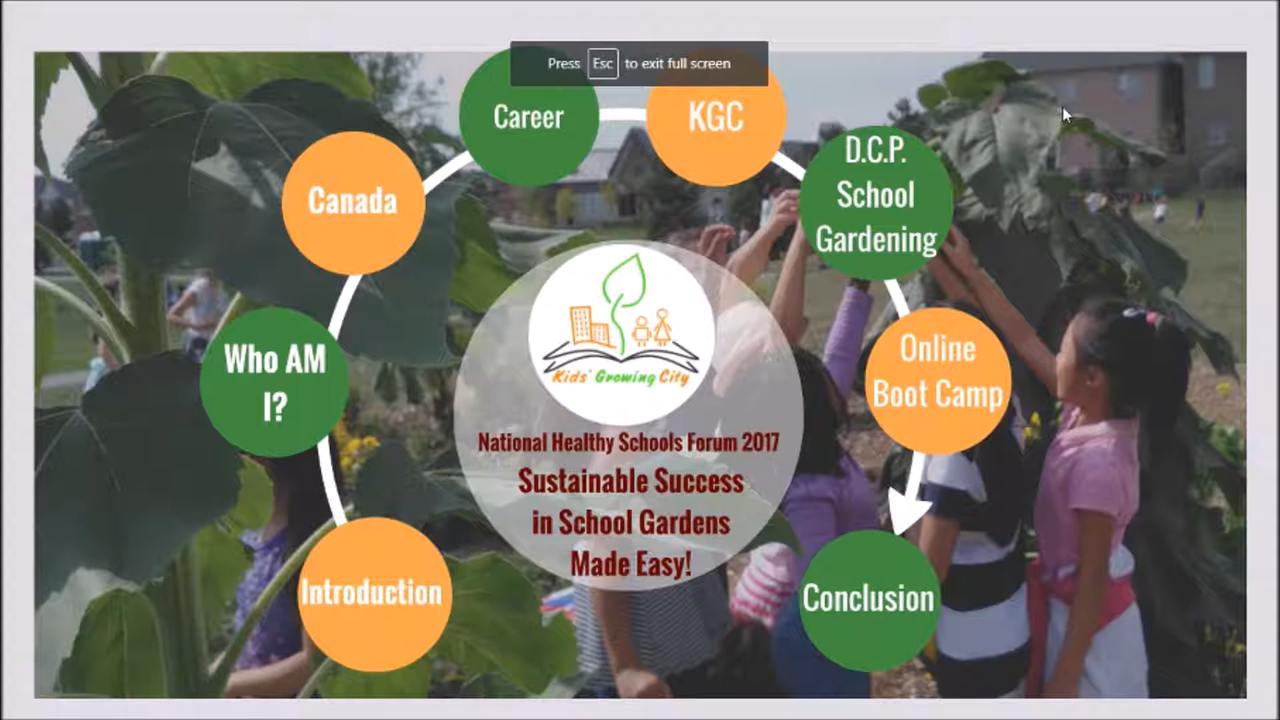 Press Esc to exit full screen
Career
KGC
Canada
D.C.P.
School
Gardening
Who AM
I?
Online
Boot Camp
Kids' Growing City
National Healthy Schools Forum 2017
Sustainable Success
in School Gardens
Made Easy!
Introduction
Conclusion